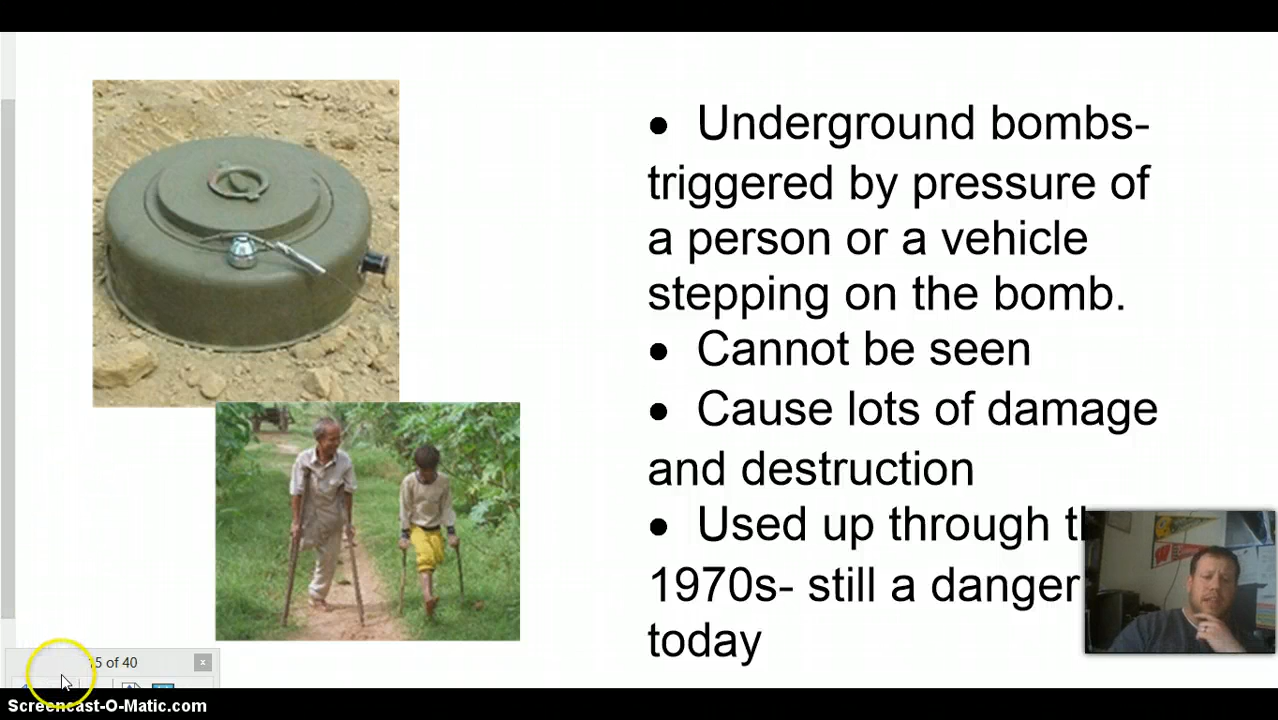 • Underground bombs-
triggered by pressure of
a person or a vehicle
stepping on the bomb.
• Cannot be seen
• Cause lots of damage
and destruction
• Used up through
1970s- still a danger
today
15 of 40
x
Screencast-O-Matic.com